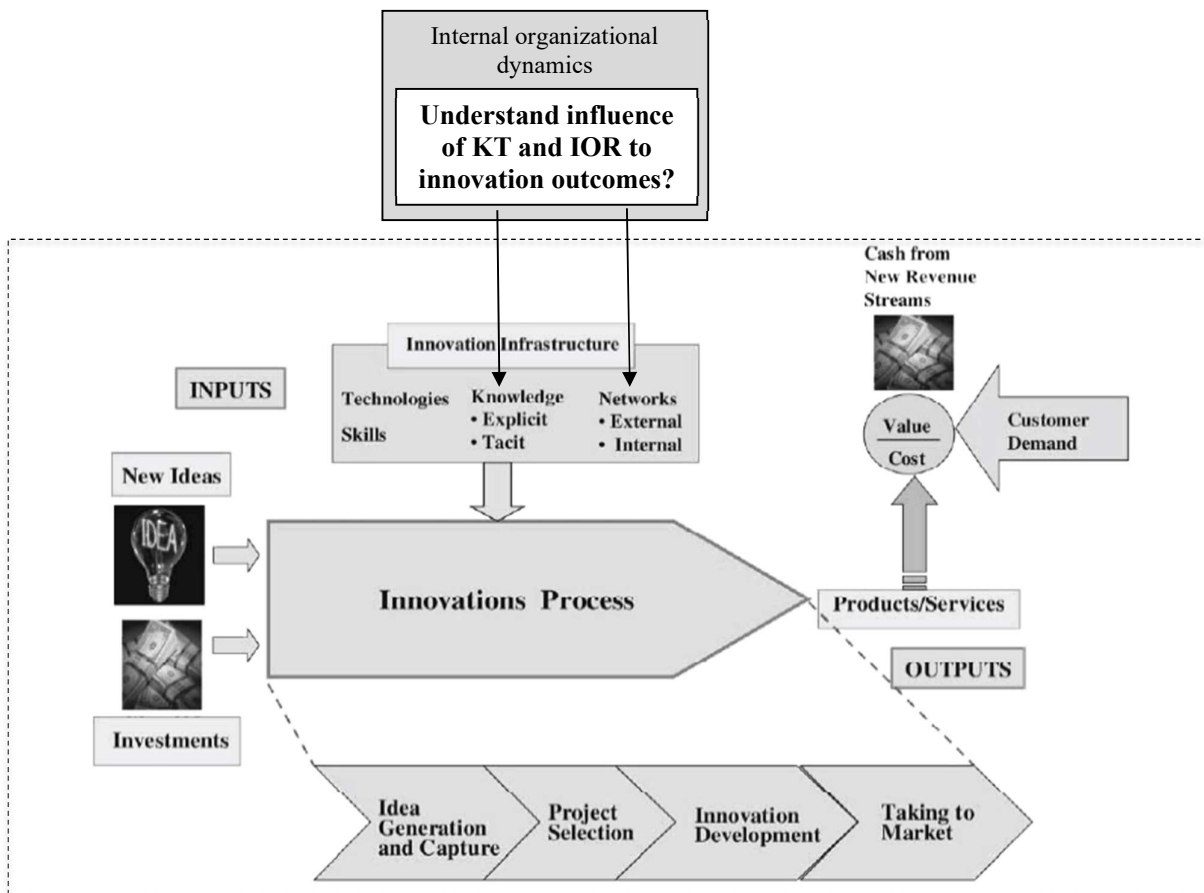 Internal organizational
dynamics
Understand influence
of KT and IOR to
innovation outcomes?
Cash from
New Revenue
Streams
Innovation Infrastructure
INPUTS
Technologies
Skills
Knowledge
• Explicit
• Tacit
Networks
• External
• Internal
Value
Cost
Customer
Demand
New Ideas
IDEA
Innovations Process
Products/Services
OUTPUTS
Investments
Idea
Generation
and Capture
Project
Selection
Innovation
Development
Taking to
Market